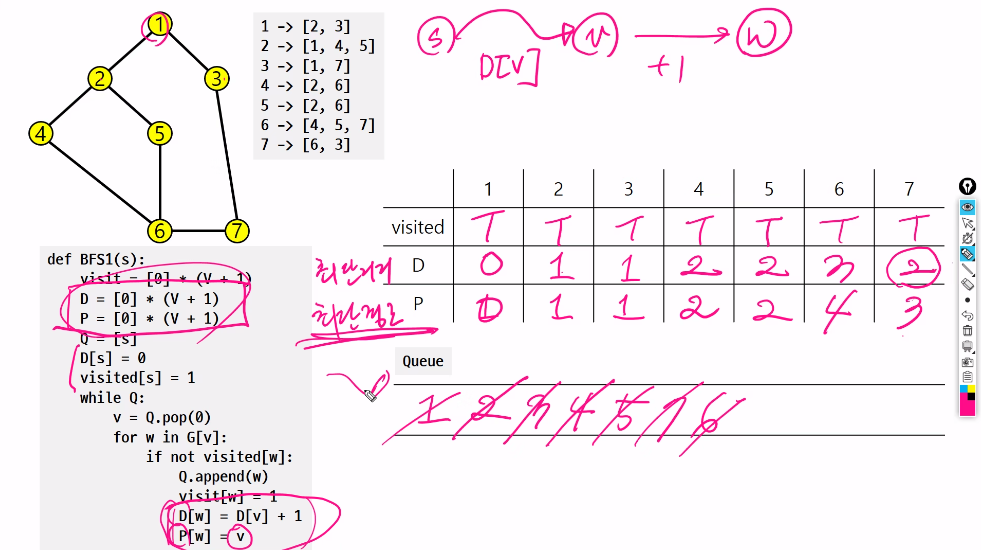 1
2
3
4
5
6
7
1 -> [2, 3]
2 -> [1, 4, 5]
3 -> [1, 7]
4 -> [2, 6]
5 -> [2, 6]
6 -> [4, 5, 7]
7 -> [6, 3]
s v w
D[v] +1
1 2 3 4 5 6 7
visited T T T T T T T
최단거리 D 0 1 1 2 2 3 2
최단경로 P 0 1 1 2 2 4 3
Queue
1 2 3 4 5 7 6
def BFS1(s):
visit = [0] * (V + 1)
D = [0] * (V + 1)
P = [0] * (V + 1)
Q = [s]
D[s] = 0
visited[s] = 1
while Q:
v = Q.pop(0)
for w in G[v]:
if not visited[w]:
Q.append(w)
visit[w] = 1
D[w] = D[v] + 1
P[w] = v